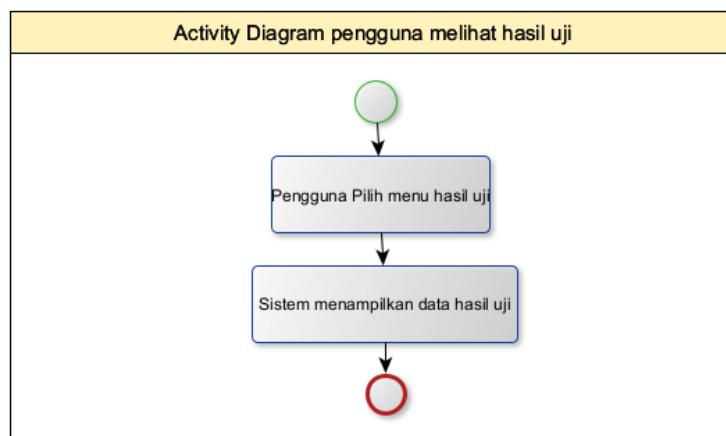 Activity Diagram pengguna melihat hasil uji
Pengguna Pilih menu hasil uji
Sistem menampilkan data hasil uji